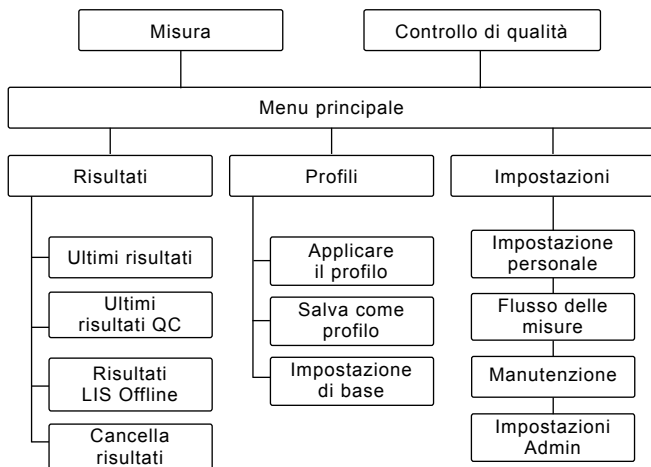 Misura
Controllo di qualità
Menu principale
Risultati
Profili
Impostazioni
Ultimi risultati
Ultimi
risultati QC
Risultati
LIS Offline
Cancella
risultati
Applicare
il profilo
Salva come
profilo
Impostazione
di base
Impostazione
personale
Flusso delle
misure
Manutenzione
Impostazioni
Admin